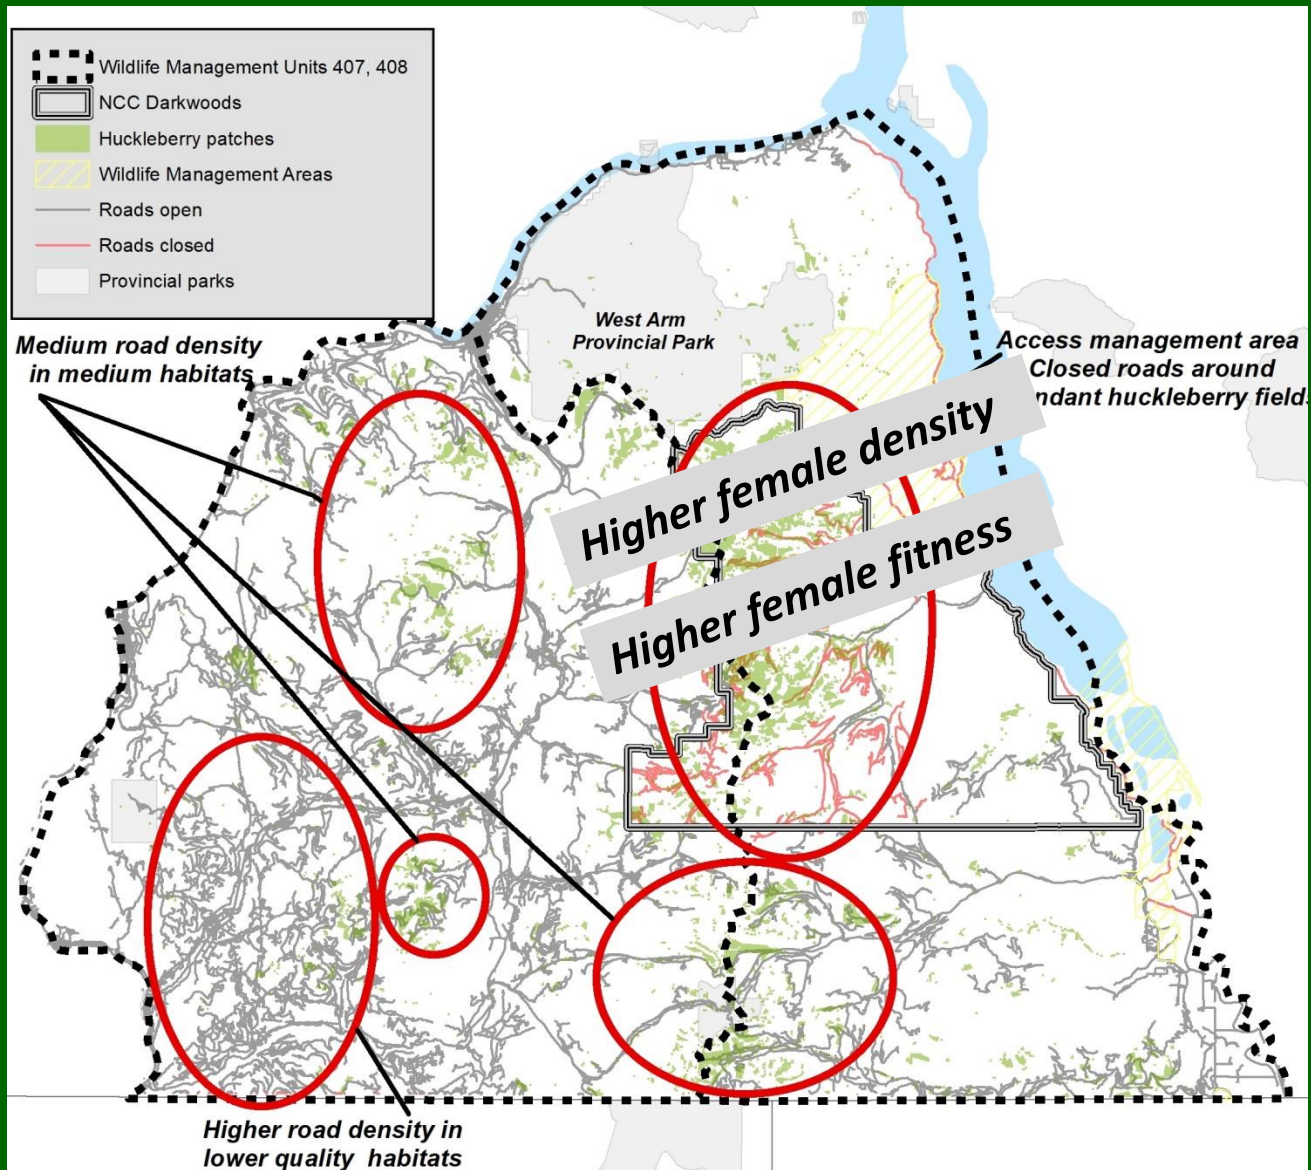 Wildlife Management Units 407, 408
NCC Darkwoods
Huckleberry patches
Wildlife Management Areas
Roads open
Roads closed
Provincial parks
Medium road density
in medium habitats
West Arm
Provincial Park
Access management area
Closed roads around
huckleberry
Higher female density
Higher female fitness
Higher road density in
lower quality habitats